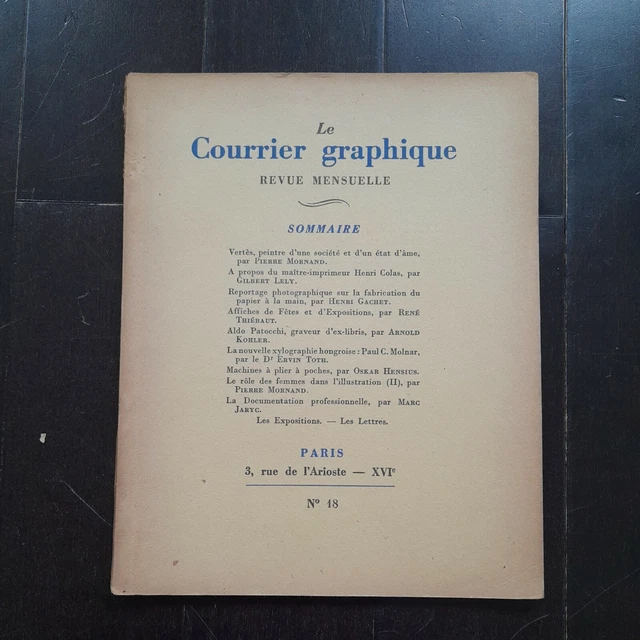 Le
Courrier graphique
REVUE MENSUELLE
SOMMAIRE
Vertès, peintre d'une société et d'un état d'âme,
par PIERRE MORNAND.
A propos du maître-imprimeur Henri Colas, par
GILBERT LELY.
Reportage photographique sur la fabrication du
papier à la main, par HENRI GACHET.
Affiches de Fêtes et d'Expositions, par RENÉ
THIÉBAUT.
Aldo Patocchi, graveur d'ex-libris, par ARNOLD
KOHLER.
La nouvelle xylographie hongroise : Paul C. Molnar,
par le Dr ERVIN TOTH.
Machines à plier à poches, par OSKAR HENSIUS.
Le rôle des femmes dans l'illustration (II), par
PIERRE MORNAND.
La Documentation professionnelle, par MARC
JARYC.
Les Expositions. — Les Lettres.
PARIS
3, rue de l'Arioste — XVIe
No 18